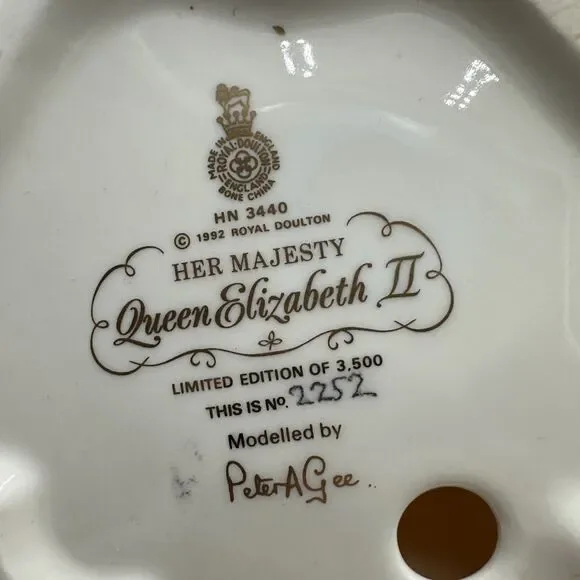 MADE IN ENGLAND
ROYAL·DOULTON
ENGLAND
BONE CHINA
HN 3440
© 1992 ROYAL DOULTON
HER MAJESTY
Queen Elizabeth II
LIMITED EDITION OF 3,500
THIS IS No. 2252
Modelled by
Peter A Gee..